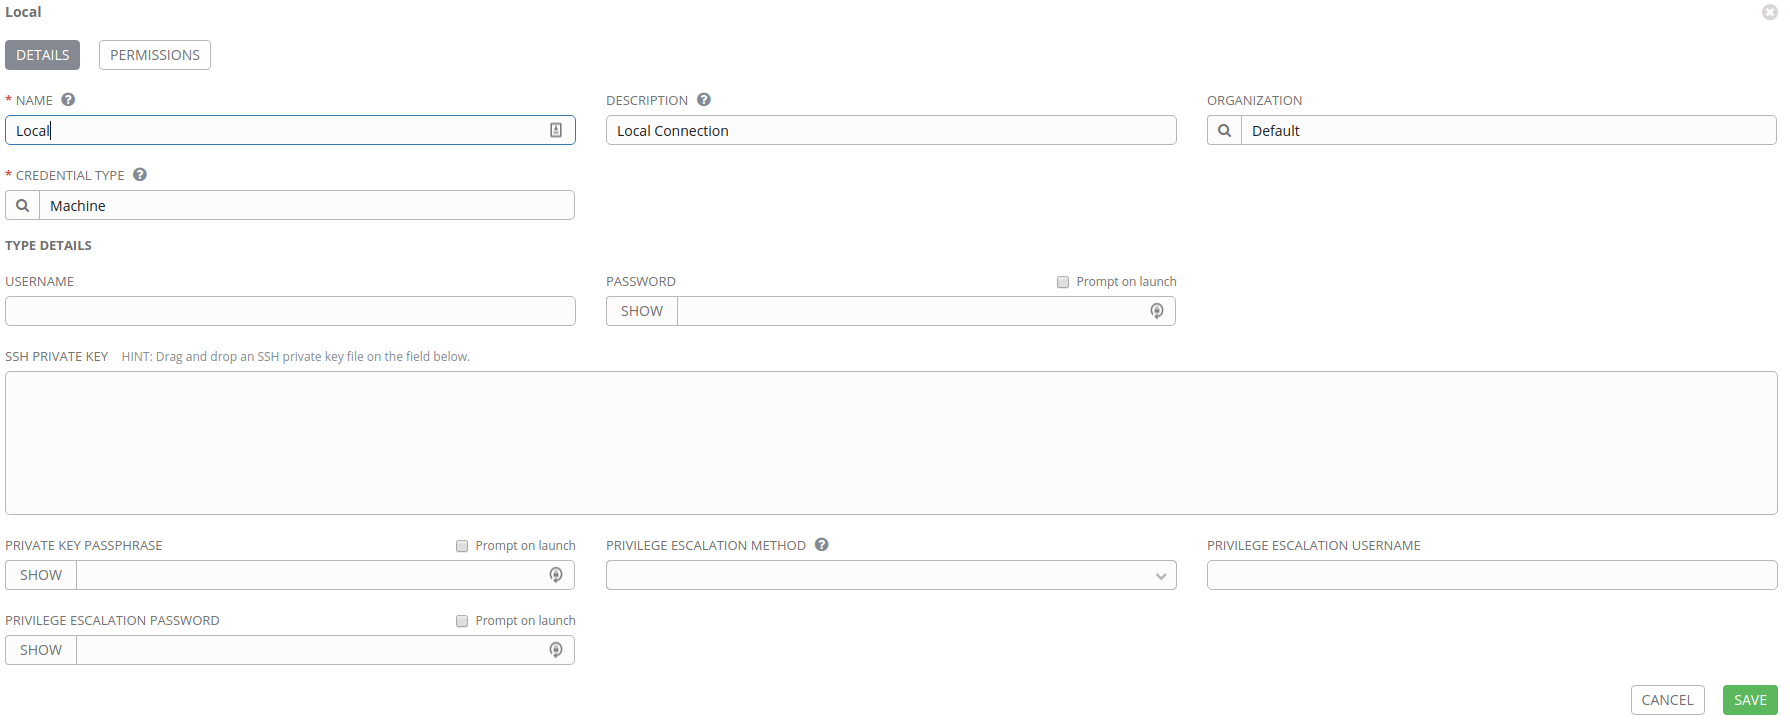 Local
DETAILS PERMISSIONS
* NAME DESCRIPTION ORGANIZATION
Local Local Connection Default
* CREDENTIAL TYPE
Machine
TYPE DETAILS
USERNAME PASSWORD Prompt on launch
SHOW
SSH PRIVATE KEY HINT: Drag and drop an SSH private key file on the field below.
PRIVATE KEY PASSPHRASE Prompt on launch PRIVILEGE ESCALATION METHOD PRIVILEGE ESCALATION USERNAME
SHOW
PRIVILEGE ESCALATION PASSWORD Prompt on launch
SHOW
CANCEL SAVE